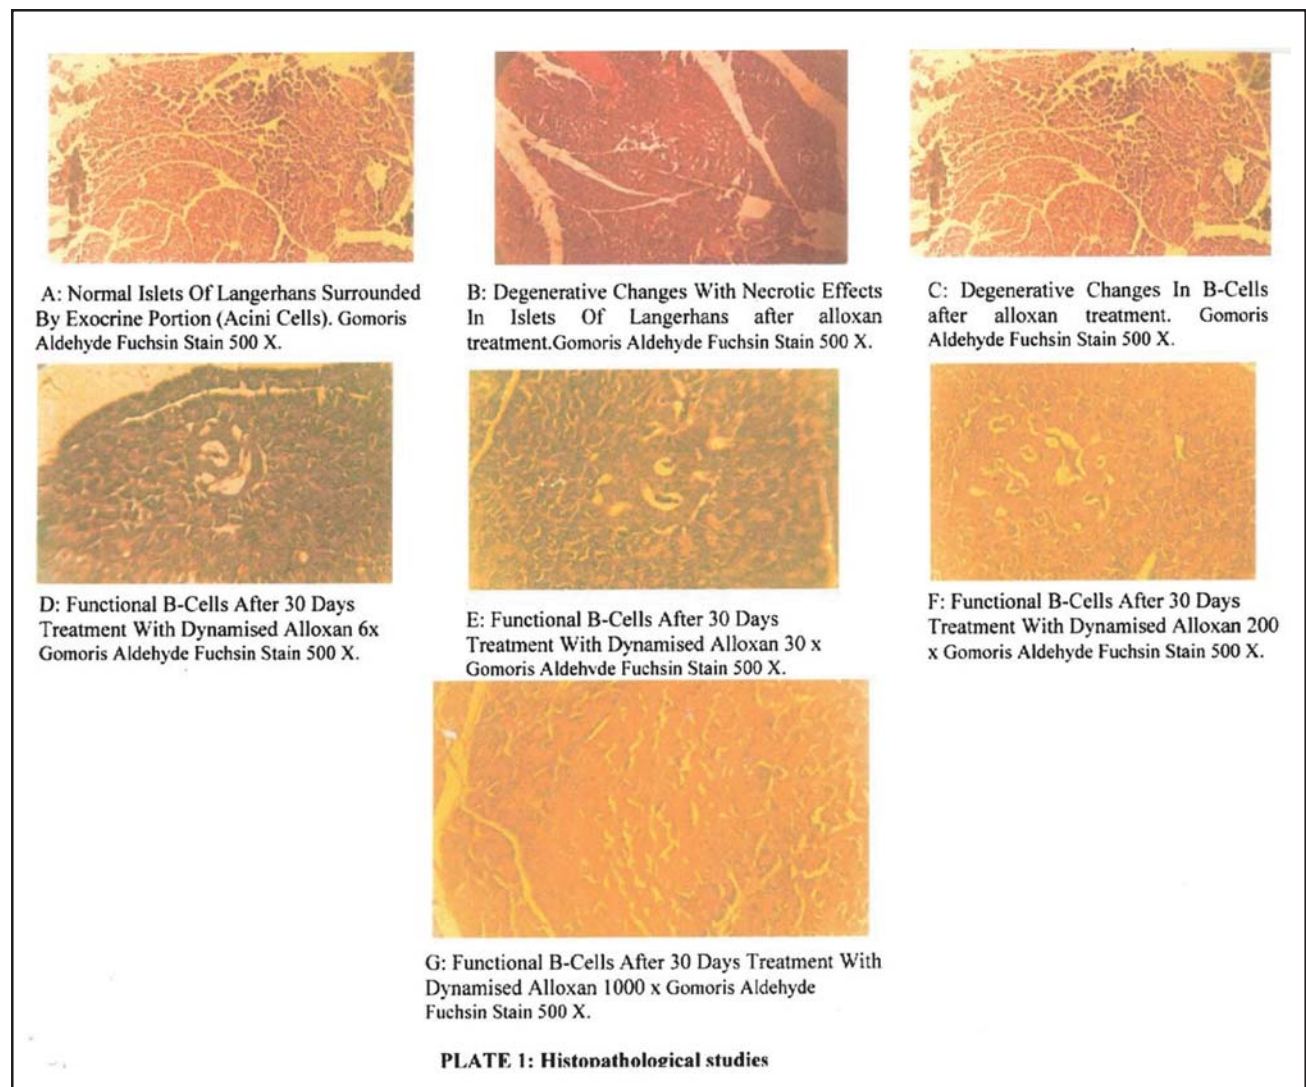 A: Normal Islets Of Langerhans Surrounded
By Exocrine Portion (Acini Cells). Gomoris
Aldehyde Fuchsin Stain 500 X.
B: Degenerative Changes With Necrotic Effects
In Islets Of Langerhans after alloxan
treatment.Gomoris Aldehyde Fuchsin Stain 500 X.
C: Degenerative Changes In B-Cells
after alloxan treatment. Gomoris
Aldehyde Fuchsin Stain 500 X.
D: Functional B-Cells After 30 Days
Treatment With Dynamised Alloxan 6x
Gomoris Aldehyde Fuchsin Stain 500 X.
E: Functional B-Cells After 30 Days
Treatment With Dynamised Alloxan 30 x
Gomoris Aldehyde Fuchsin Stain 500 X.
F: Functional B-Cells After 30 Days
Treatment With Dynamised Alloxan 200
x Gomoris Aldehyde Fuchsin Stain 500 X.
G: Functional B-Cells After 30 Days Treatment With
Dynamised Alloxan 1000 x Gomoris Aldehyde
Fuchsin Stain 500 X.
PLATE 1: Histopathological studies